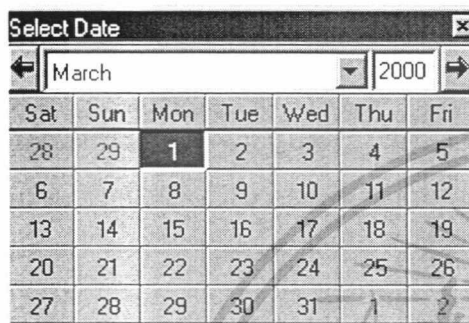 Select Date
March 2000
Sat Sun Mon Tue Wed Thu Fri
28 29 1 2 3 4 5
6 7 8 9 10 11 12
13 14 15 16 17 18 19
20 21 22 23 24 25 26
27 28 29 30 31 1 2